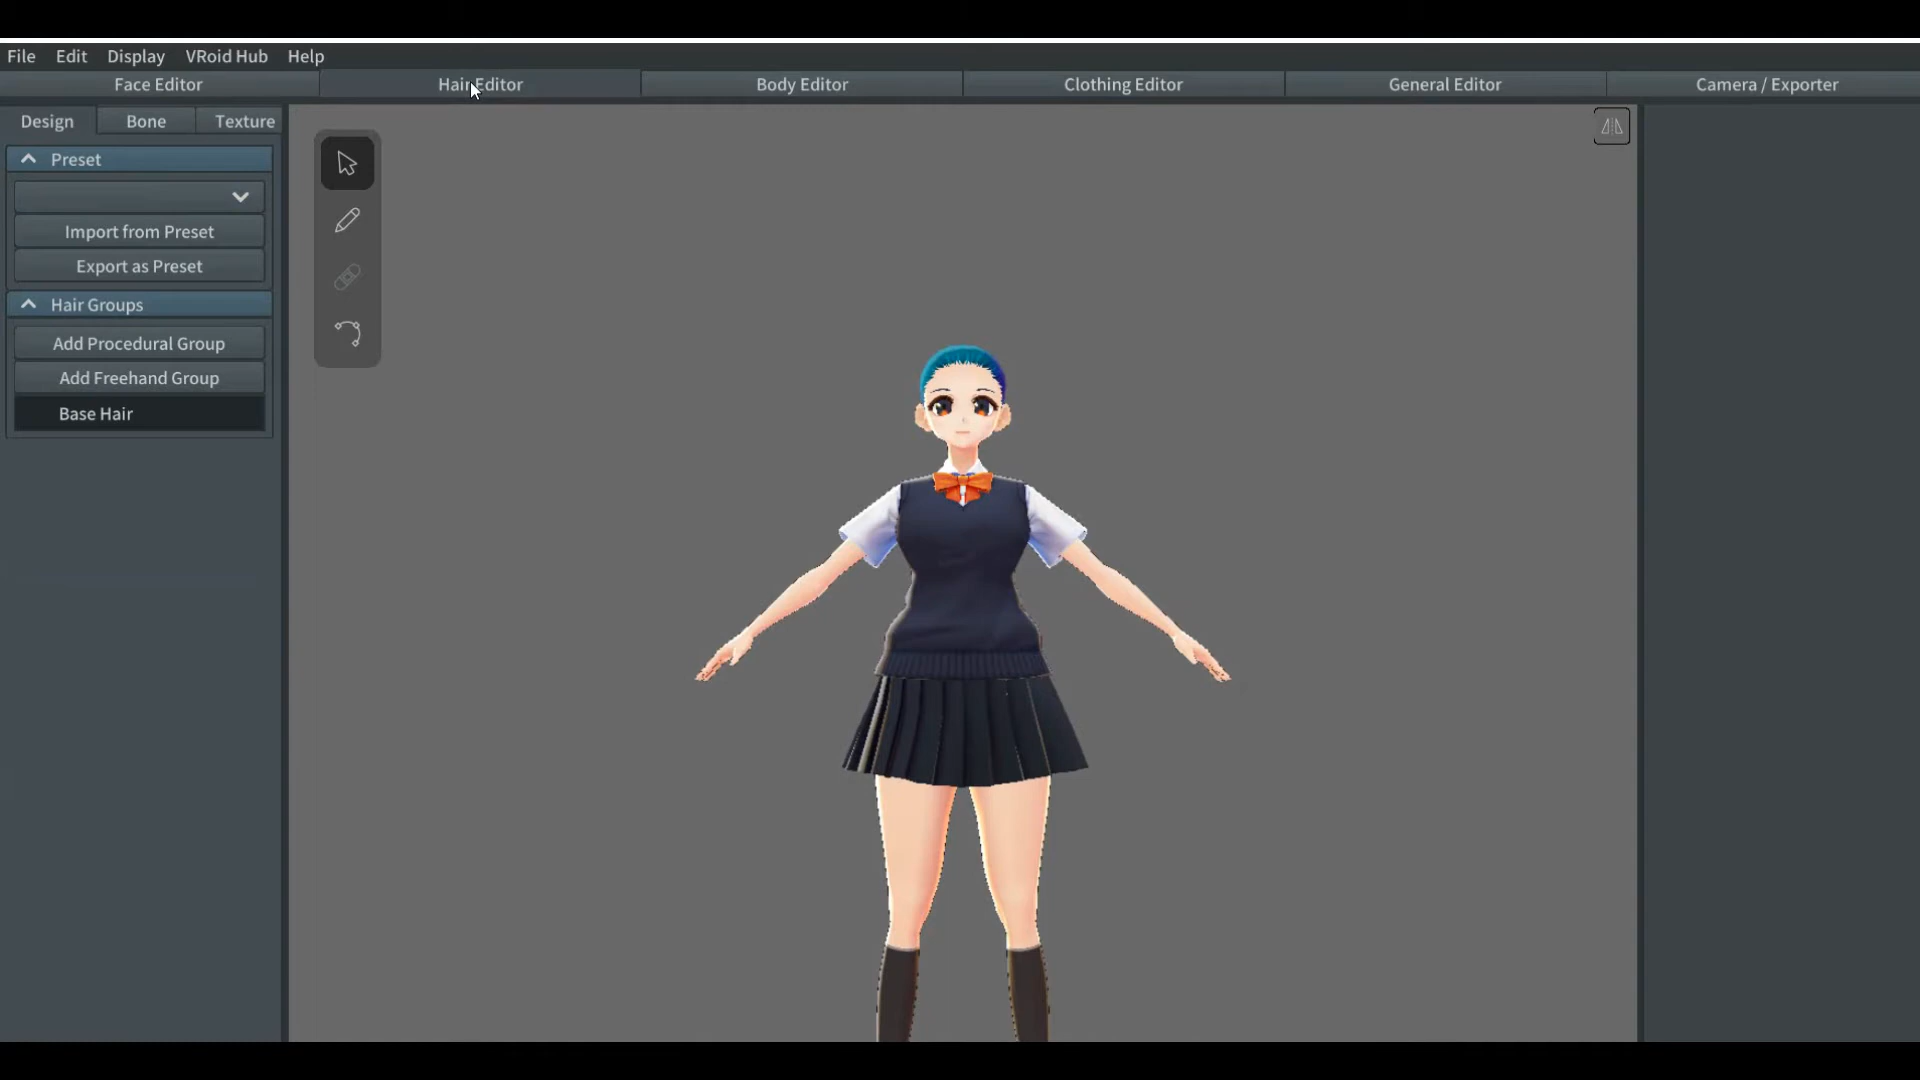 File Edit Display VRoid Hub Help
Face Editor Hair Editor Body Editor Clothing Editor General Editor Camera / Exporter
Design Bone Texture
Preset
Import from Preset
Export as Preset
Hair Groups
Add Procedural Group
Add Freehand Group
Base Hair